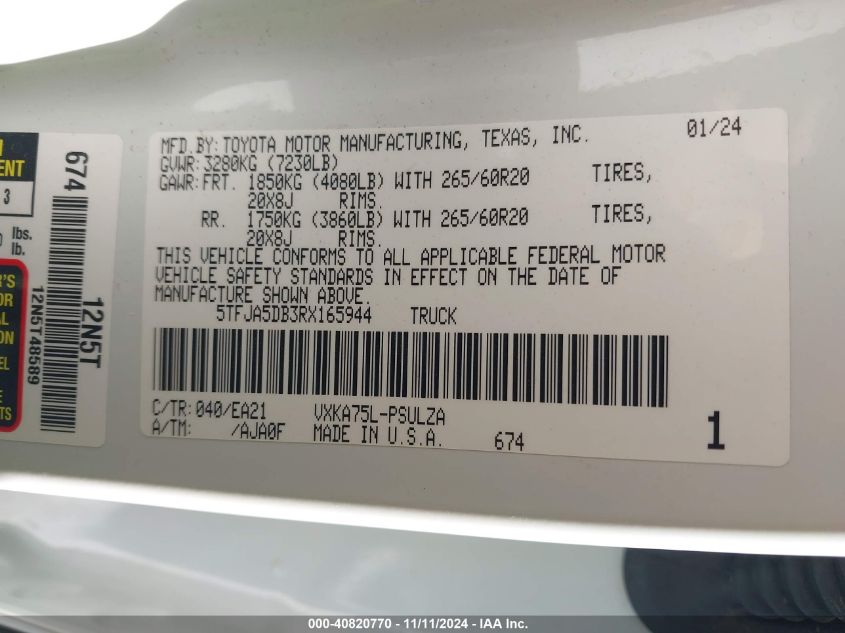 MFD.BY: TOYOTA MOTOR MANUFACTURING, TEXAS, INC. 01/24
GVWR: 3280KG (7230LB)
GAWR: FRT. 1850KG (4080LB) WITH 265/60R20 TIRES,
20X8J RIMS.
RR. 1750KG (3860LB) WITH 265/60R20 TIRES,
20X8J RIMS.
THIS VEHICLE CONFORMS TO ALL APPLICABLE FEDERAL MOTOR
VEHICLE SAFETY STANDARDS IN EFFECT ON THE DATE OF
MANUFACTURE SHOWN ABOVE.
5TFJA5DB3RX165944 TRUCK
C/TR: 040/EA21 VXKA75L-PSULZA
A/TM: /AJA0F MADE IN U.S.A. 674 1
674
12N5T
12N5T48589
3
lbs.
lb.
000-40820770 - 11/11/2024 - IAA Inc.